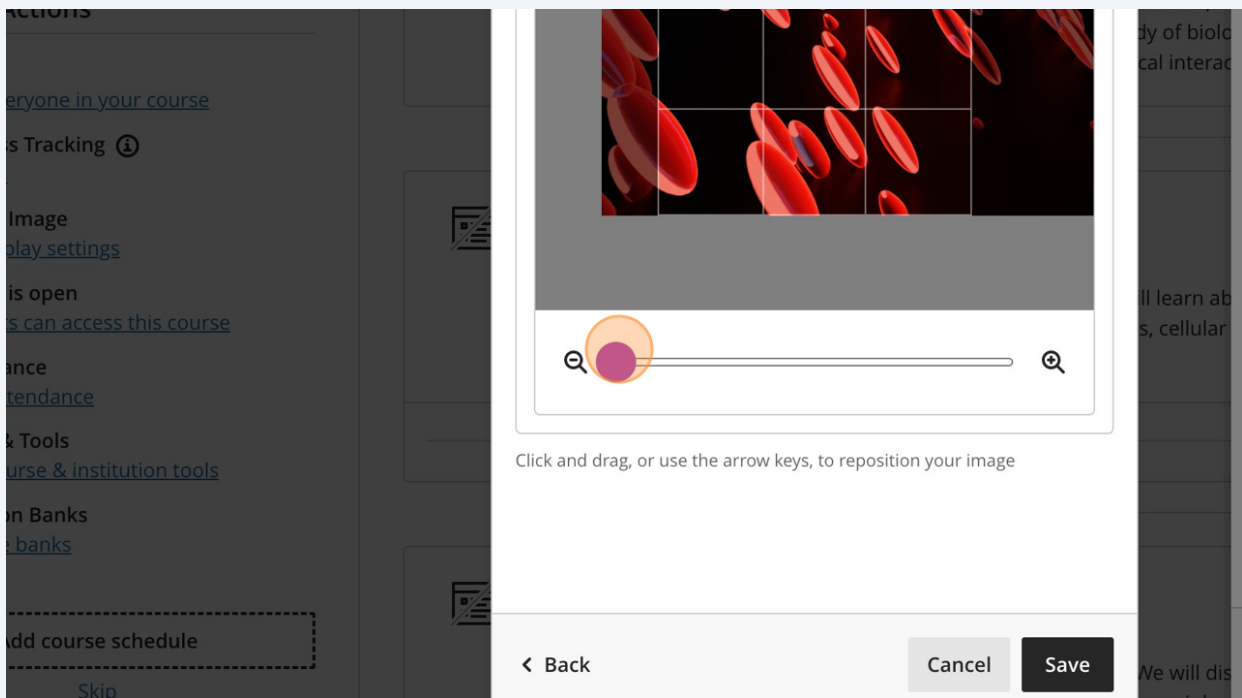 Actions
eryone in your course
s Tracking
Image
play settings
is open
s can access this course
ance
tendance
& Tools
urse & institution tools
on Banks
e banks
Add course schedule
Skip
Click and drag, or use the arrow keys, to reposition your image
Back
Cancel
Save
dy of biolo
cal interac
ll learn ab
s, cellular
We will dis